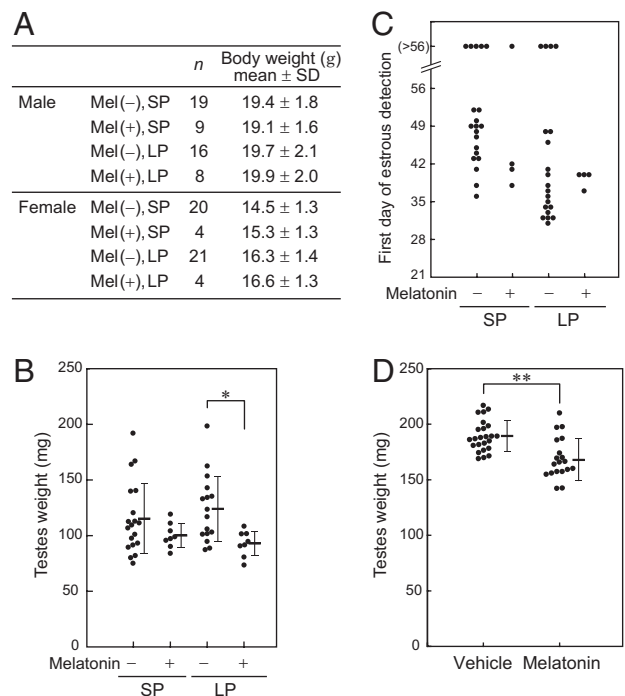 A
n Body weight (g)
mean ± SD
Male Mel(−), SP 19 19.4 ± 1.8
Mel(+), SP 9 19.1 ± 1.6
Mel(−), LP 16 19.7 ± 2.1
Mel(+), LP 8 19.9 ± 2.0
Female Mel(−), SP 20 14.5 ± 1.3
Mel(+), SP 4 15.3 ± 1.3
Mel(−), LP 21 16.3 ± 1.4
Mel(+), LP 4 16.6 ± 1.3
B
Testes weight (mg)
250
200
150
100
50
0
*
Melatonin − + − +
SP LP
C
First day of estrous detection
(>56)
56
49
42
35
28
21
Melatonin − + − +
SP LP
D
Testes weight (mg)
250
200
150
100
50
0
**
Vehicle Melatonin